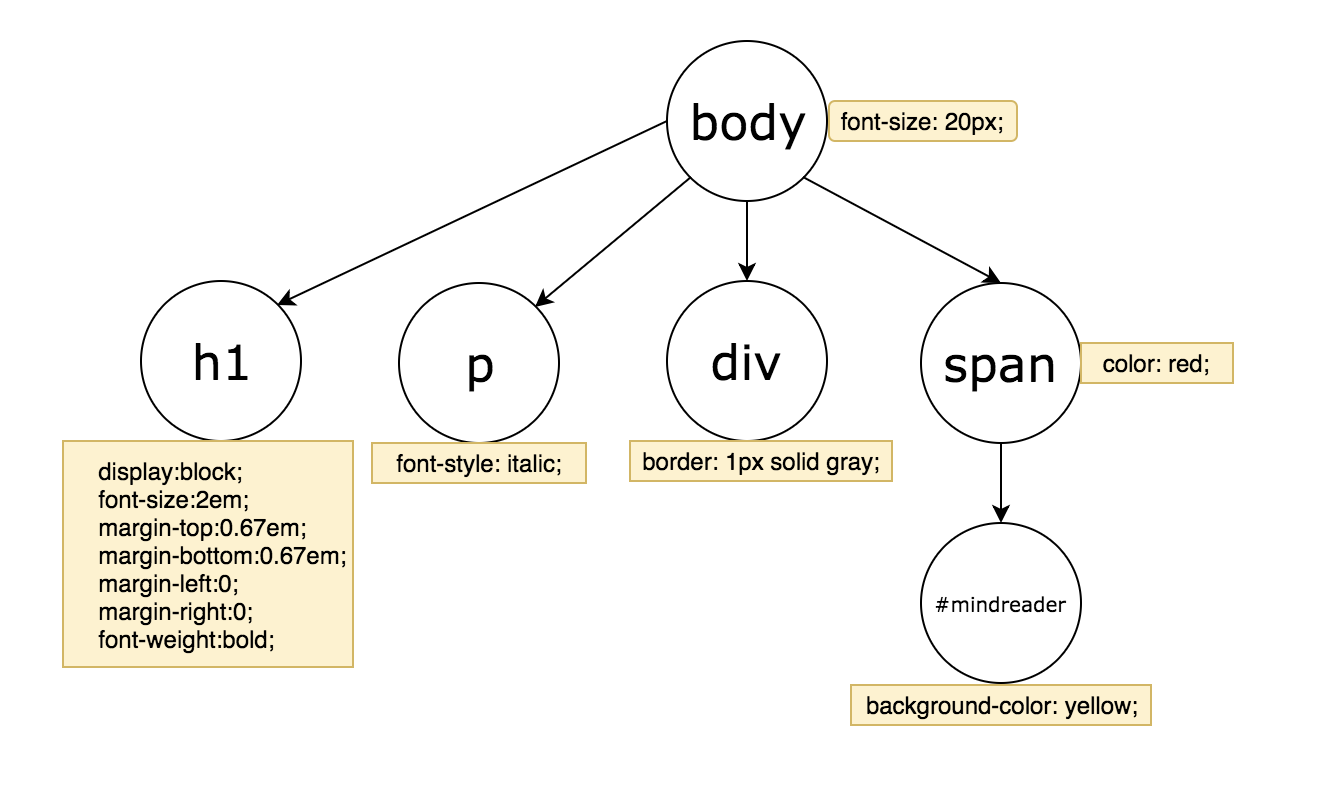 body
font-size: 20px;
h1
p
div
span
color: red;
display:block;
font-size:2em;
margin-top:0.67em;
margin-bottom:0.67em;
margin-left:0;
margin-right:0;
font-weight:bold;
font-style: italic;
border: 1px solid gray;
#mindreader
background-color: yellow;